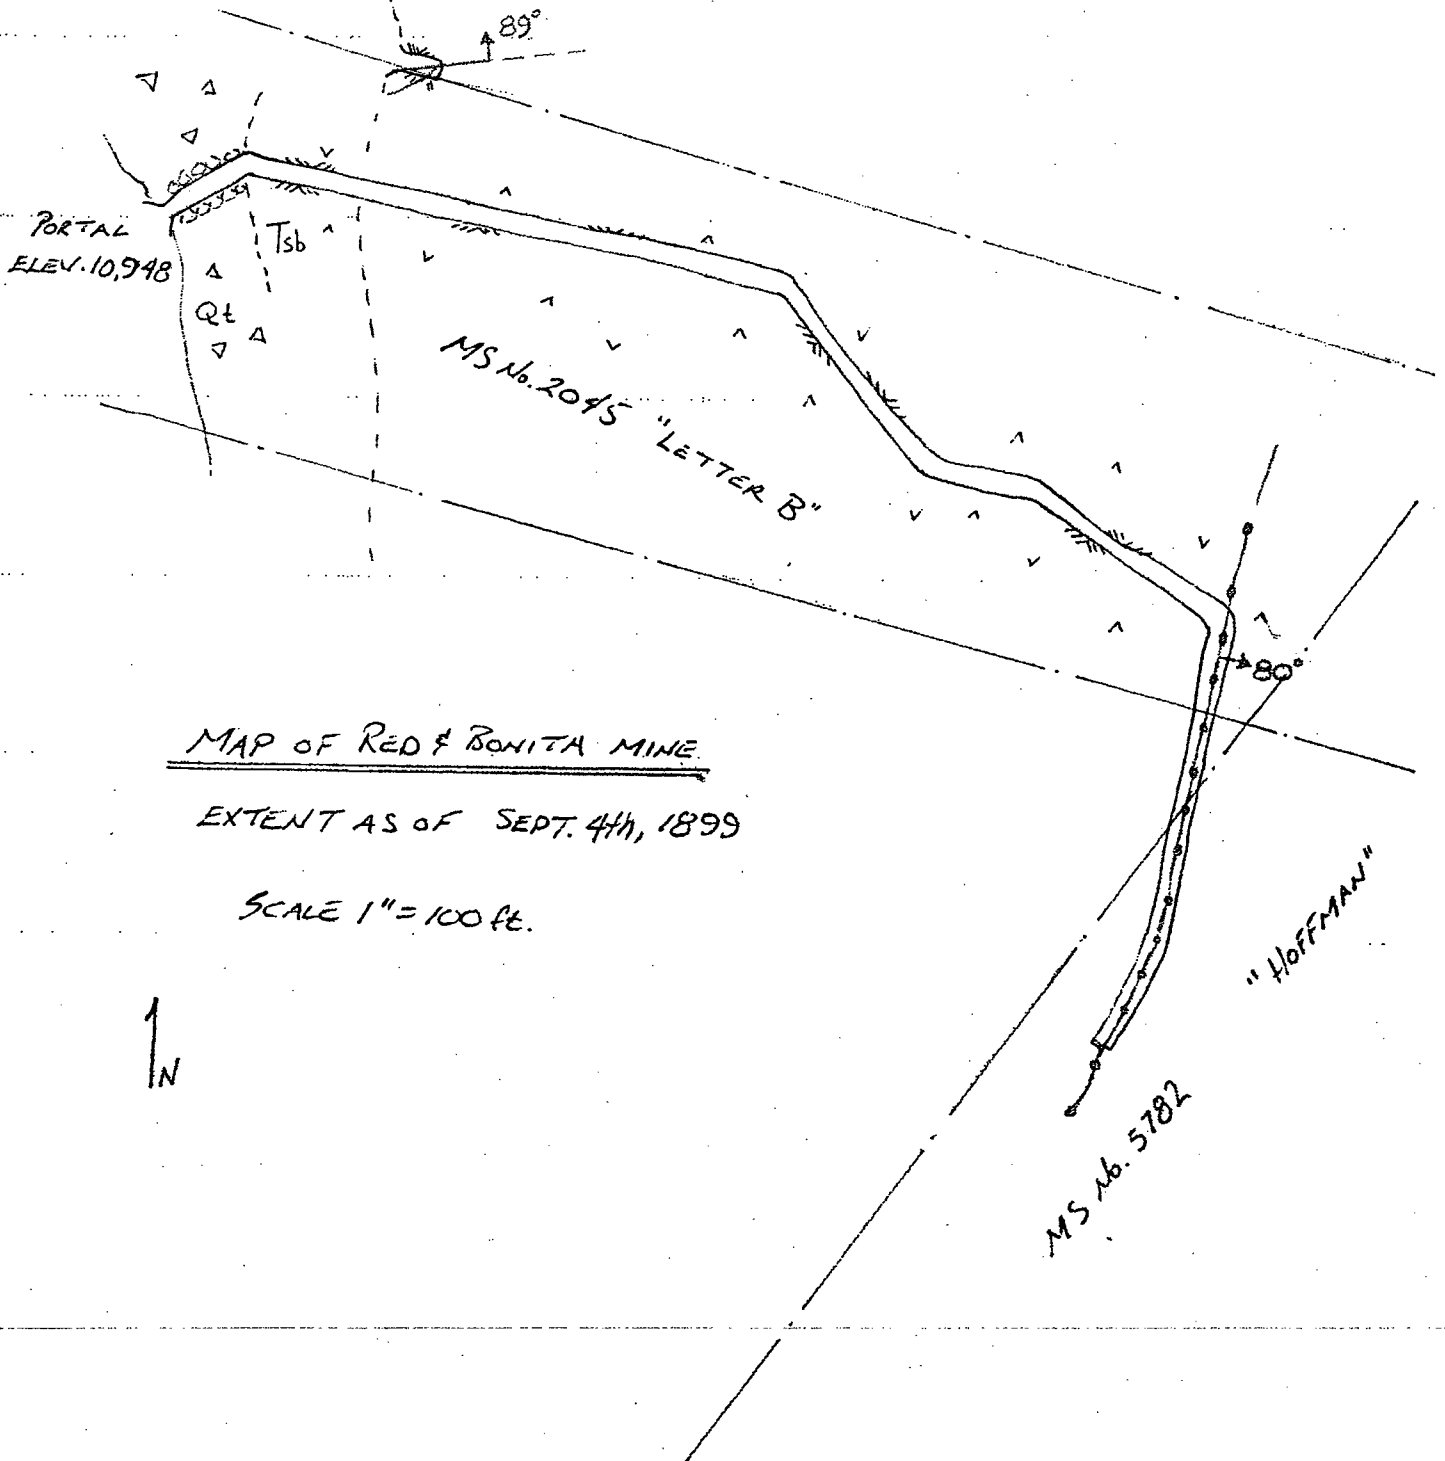 89°
PORTAL
ELEV. 10,948
Tsb
Qt
MS No. 2045 "LETTER B"
80°
MAP OF RED & BONITA MINE
EXTENT AS OF SEPT. 4th, 1899
SCALE 1" = 100 ft.
N
"HOFFMAN"
MS No. 5782